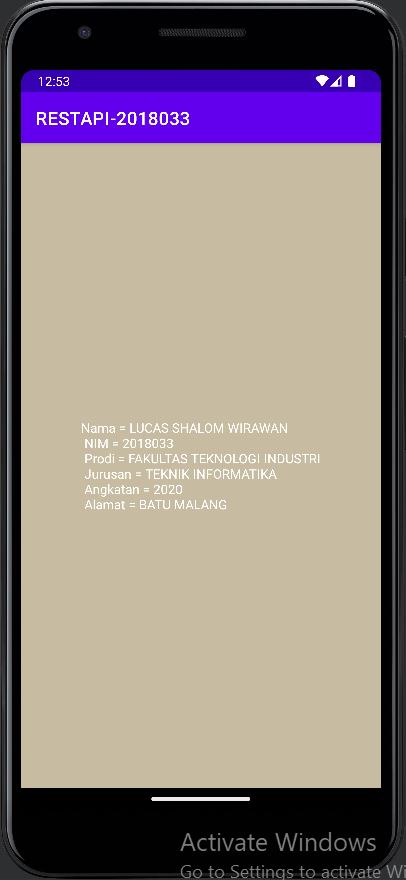 12:53
RESTAPI-2018033
Nama = LUCAS SHALOM WIRAWAN
NIM = 2018033
Prodi = FAKULTAS TEKNOLOGI INDUSTRI
Jurusan = TEKNIK INFORMATIKA
Angkatan = 2020
Alamat = BATU MALANG
Activate Windows
Go to Settings to activate Wi